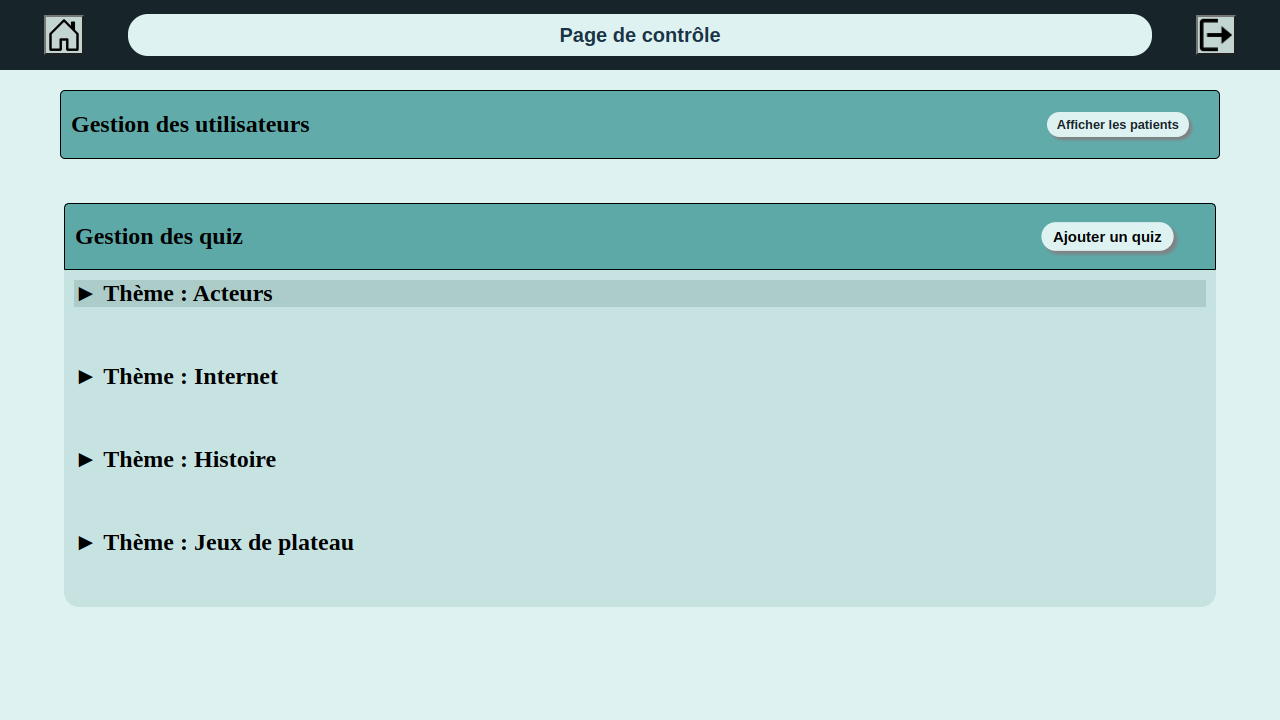 Page de contrôle
Gestion des utilisateurs
Afficher les patients
Gestion des quiz
Ajouter un quiz
► Thème : Acteurs
► Thème : Internet
► Thème : Histoire
► Thème : Jeux de plateau